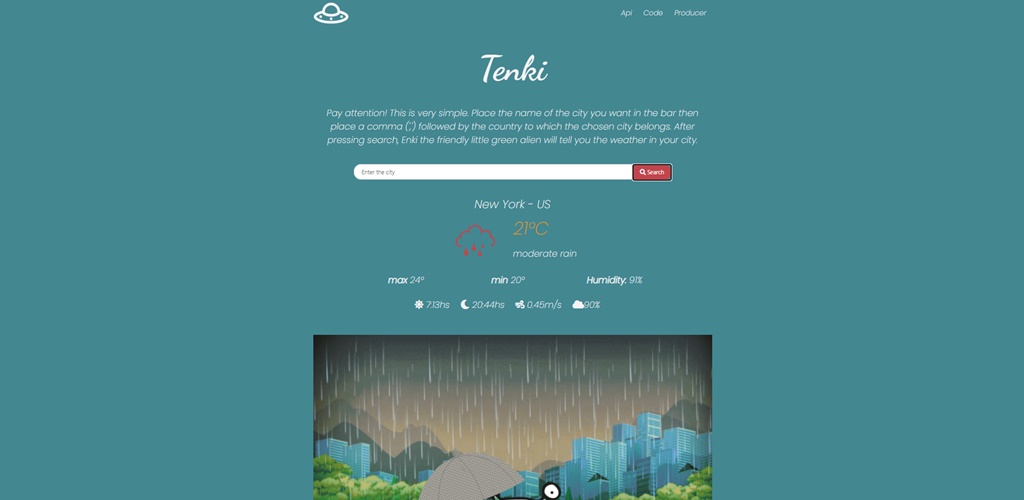 Api Code Producer
Tenki
Pay attention! This is very simple. Place the name of the city you want in the bar then
place a comma (',') followed by the country to which the chosen city belongs. After
pressing search, Enki the friendly little green alien will tell you the weather in your city.
Enter the city Search
New York - US
21°C
moderate rain
max 24° min 20° Humidity: 91%
7:13hs 20:44hs 0.45m/s 90%